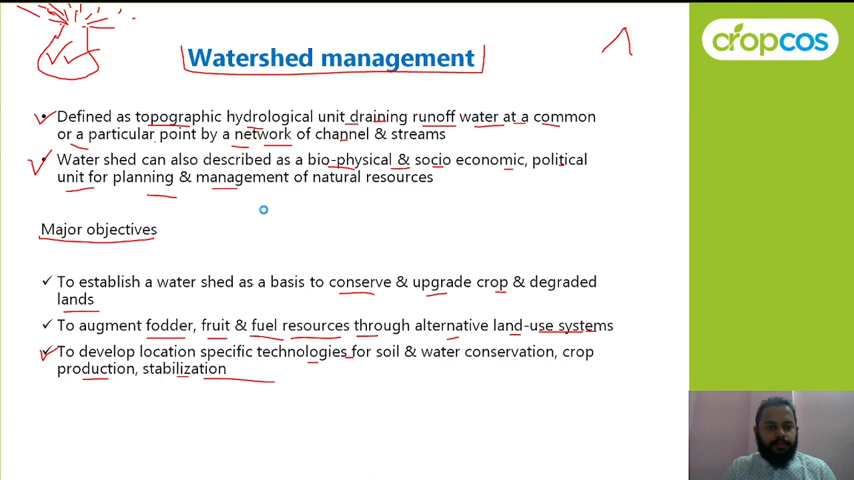 cropcos
Watershed management
• Defined as topographic hydrological unit draining runoff water at a common
or a particular point by a network of channel & streams
• Water shed can also described as a bio-physical & socio economic, political
unit for planning & management of natural resources
Major objectives
✓ To establish a water shed as a basis to conserve & upgrade crop & degraded
lands
✓ To augment fodder, fruit & fuel resources through alternative land-use systems
✓ To develop location specific technologies for soil & water conservation, crop
production, stabilization